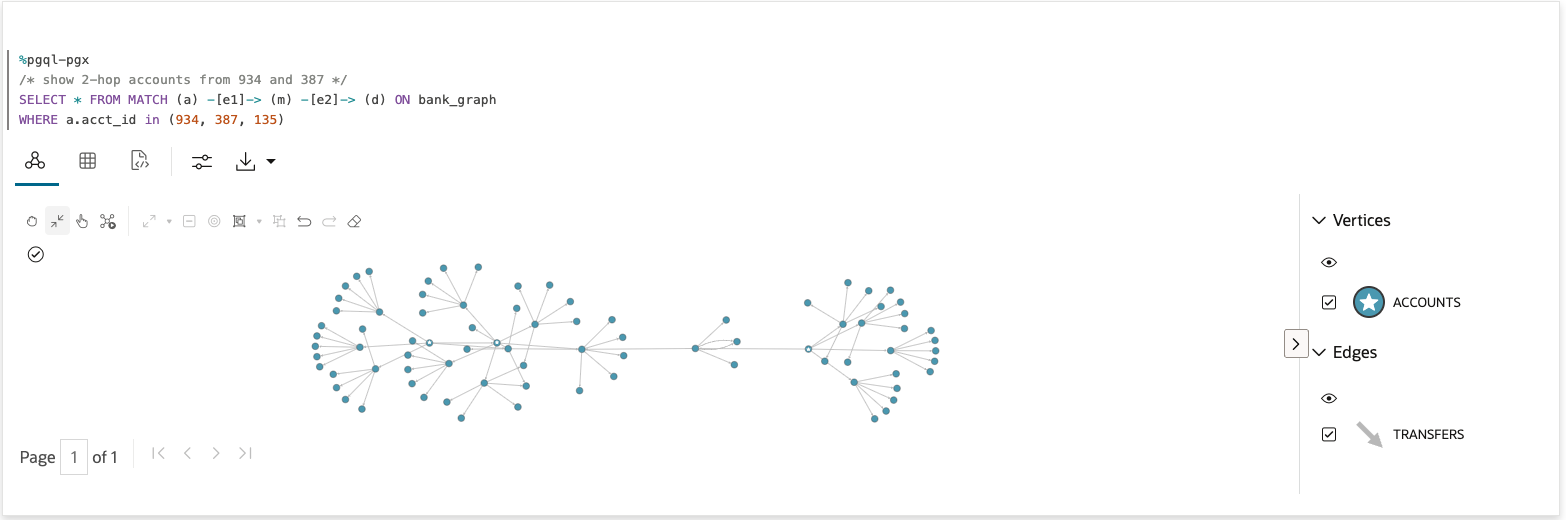 %pgql-pgx
/* show 2-hop accounts from 934 and 387 */
SELECT * FROM MATCH (a) -[e1]-> (m) -[e2]-> (d) ON bank_graph
WHERE a.acct_id in (934, 387, 135)
Vertices
ACCOUNTS
Edges
TRANSFERS
Page 1 of 1